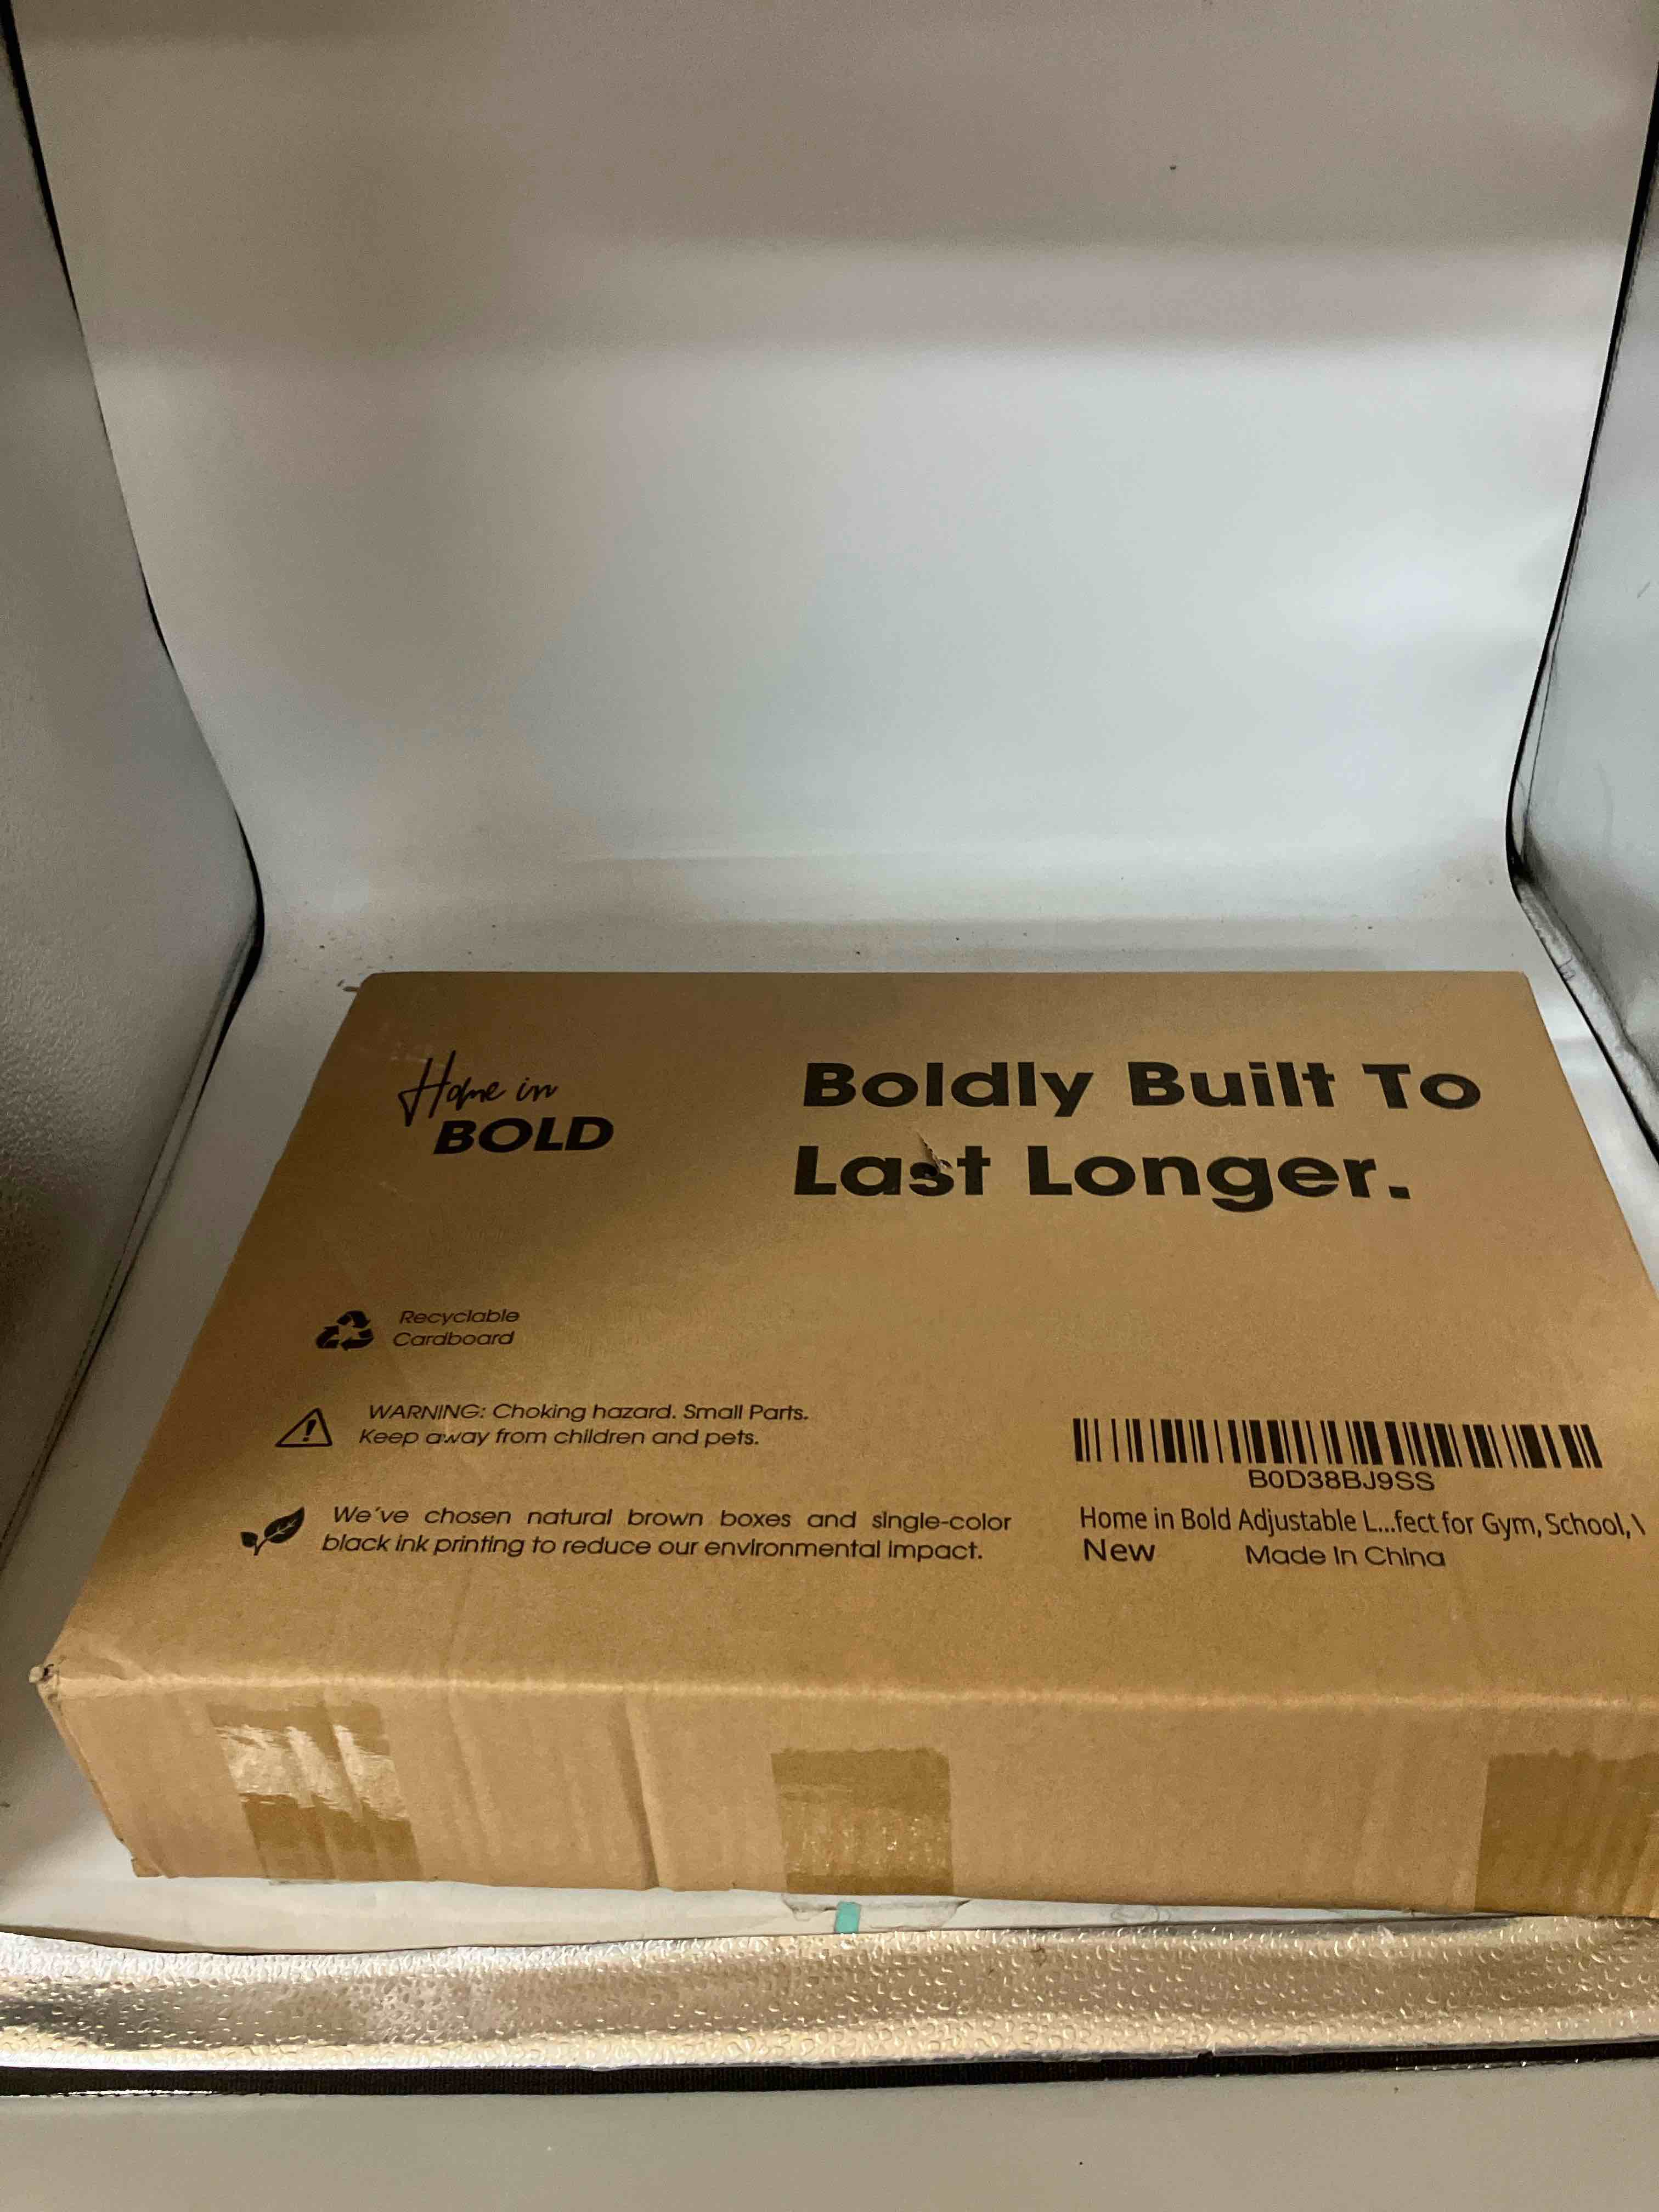 Home in
BOLD
Boldly Built To
Last Longer.
Recyclable
Cardboard
WARNING: Choking hazard. Small Parts.
Keep away from children and pets.
We've chosen natural brown boxes and single-color
black ink printing to reduce our environmental impact.
B0D38BJ9SS
Home in Bold Adjustable L...fect for Gym, School,
New Made In China